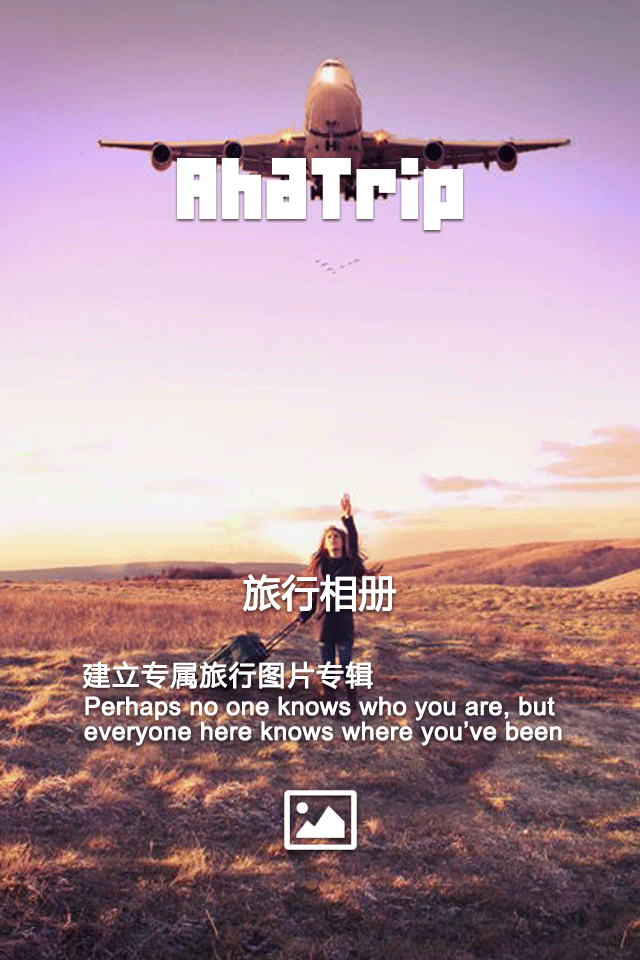 AhaTrip
旅行相册
建立专属旅行图片专辑
Perhaps no one knows who you are, but
everyone here knows where you’ve been